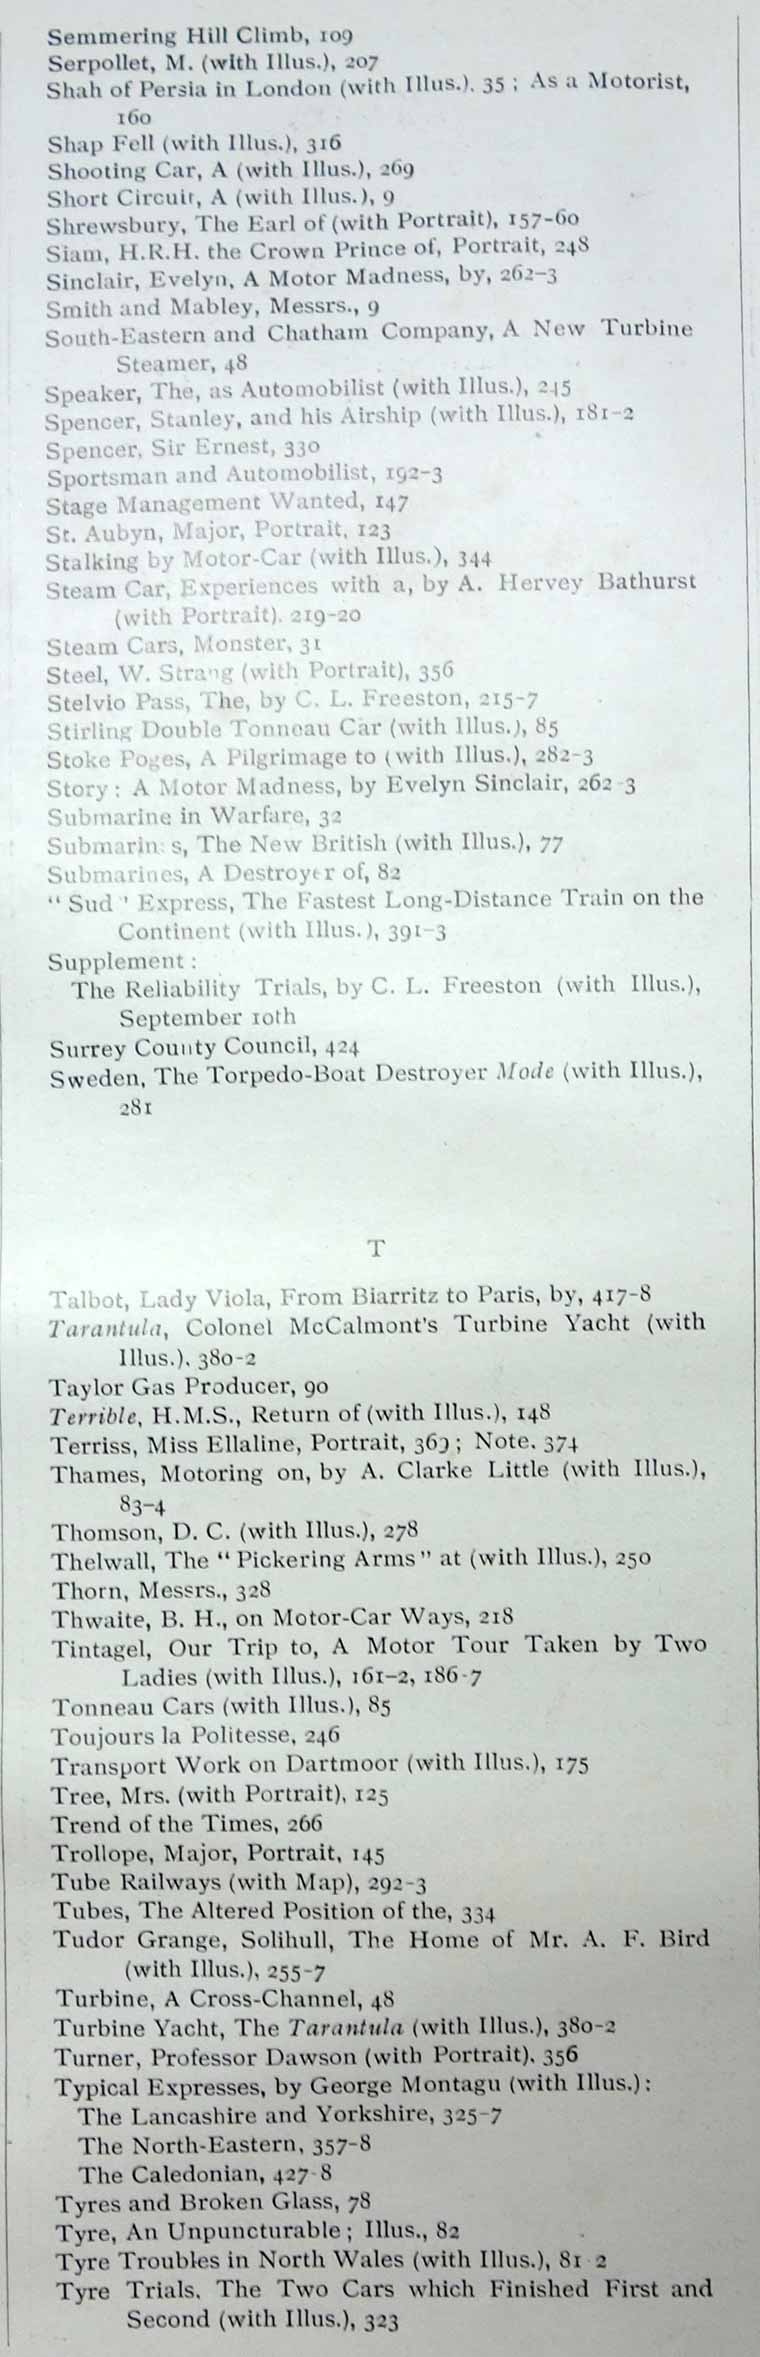 Semmering Hill Climb, 109
Serpollet, M. (with Illus.), 207
Shah of Persia in London (with Illus.), 35 ; As a Motorist,
160
Shap Fell (with Illus.), 316
Shooting Car, A (with Illus.), 269
Short Circuit, A (with Illus.), 9
Shrewsbury, The Earl of (with Portrait), 157-60
Siam, H.R.H. the Crown Prince of, Portrait, 248
Sinclair, Evelyn, A Motor Madness, by, 262-3
Smith and Mabley, Messrs., 9
South-Eastern and Chatham Company, A New Turbine
Steamer, 48
Speaker, The, as Automobilist (with Illus.), 245
Spencer, Stanley, and his Airship (with Illus.), 181-2
Spencer, Sir Ernest, 330
Sportsman and Automobilist, 192-3
Stage Management Wanted, 147
St. Aubyn, Major, Portrait, 123
Stalking by Motor-Car (with Illus.), 344
Steam Car, Experiences with a, by A. Hervey Bathurst
(with Portrait), 219-20
Steam Cars, Monster, 31
Steel, W. Strang (with Portrait), 356
Stelvio Pass, The, by C. L. Freeston, 215-7
Stirling Double Tonneau Car (with Illus.), 85
Stoke Poges, A Pilgrimage to (with Illus.), 282-3
Story : A Motor Madness, by Evelyn Sinclair, 262-3
Submarine in Warfare, 32
Submarines, The New British (with Illus.), 77
Submarines, A Destroyer of, 82
" Sud " Express, The Fastest Long-Distance Train on the
Continent (with Illus.), 391-3
Supplement :
The Reliability Trials, by C. L. Freeston (with Illus.),
September 10th
Surrey County Council, 424
Sweden, The Torpedo-Boat Destroyer Mode (with Illus.),
281
T
Talbot, Lady Viola, From Biarritz to Paris, by, 417-8
Tarantula, Colonel McCalmont's Turbine Yacht (with
Illus.), 380-2
Taylor Gas Producer, 90
Terrible, H.M.S., Return of (with Illus.), 148
Terriss, Miss Ellaline, Portrait, 369 ; Note, 374
Thames, Motoring on, by A. Clarke Little (with Illus.),
83-4
Thomson, D. C. (with Illus.), 278
Thelwall, The " Pickering Arms " at (with Illus.), 250
Thorn, Messrs., 328
Thwaite, B. H., on Motor-Car Ways, 218
Tintagel, Our Trip to, A Motor Tour Taken by Two
Ladies (with Illus.), 161-2, 186-7
Tonneau Cars (with Illus.), 85
Toujours la Politesse, 246
Transport Work on Dartmoor (with Illus.), 175
Tree, Mrs. (with Portrait), 125
Trend of the Times, 266
Trollope, Major, Portrait, 145
Tube Railways (with Map), 292-3
Tubes, The Altered Position of the, 334
Tudor Grange, Solihull, The Home of Mr. A. F. Bird
(with Illus.), 255-7
Turbine, A Cross-Channel, 48
Turbine Yacht, The Tarantula (with Illus.), 380-2
Turner, Professor Dawson (with Portrait), 356
Typical Expresses, by George Montagu (with Illus.) :
The Lancashire and Yorkshire, 325-7
The North-Eastern, 357-8
The Caledonian, 427-8
Tyres and Broken Glass, 78
Tyre, An Unpuncturable ; Illus., 82
Tyre Troubles in North Wales (with Illus.), 81-2
Tyre Trials, The Two Cars which Finished First and
Second (with Illus.), 323